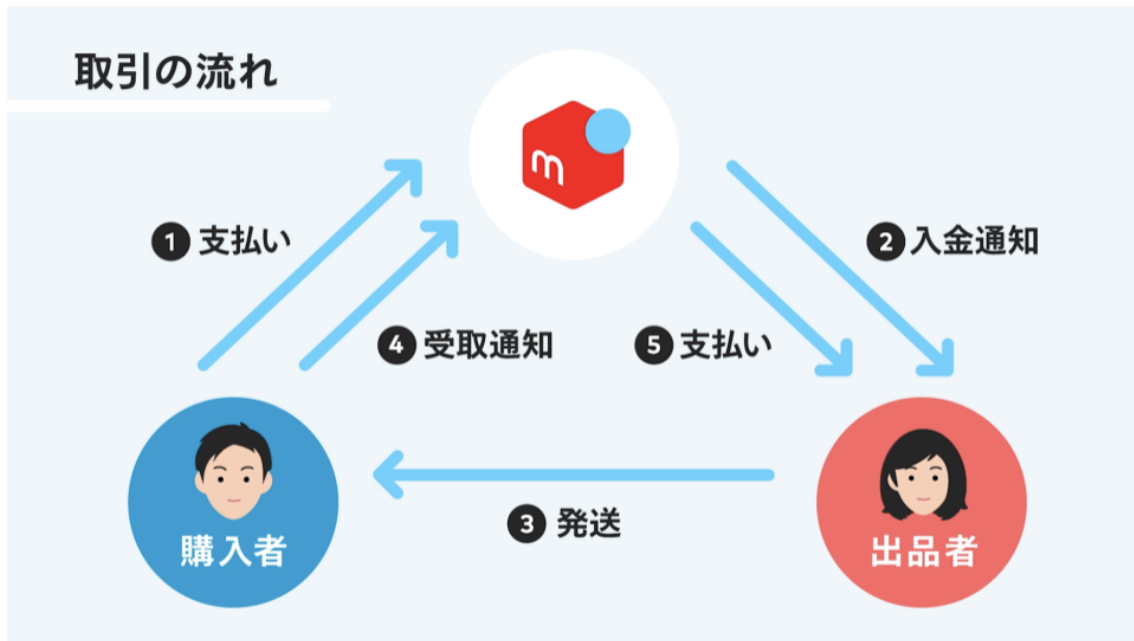 取引の流れ
m
1 支払い
2 入金通知
4 受取通知
5 支払い
3 発送
購入者
出品者